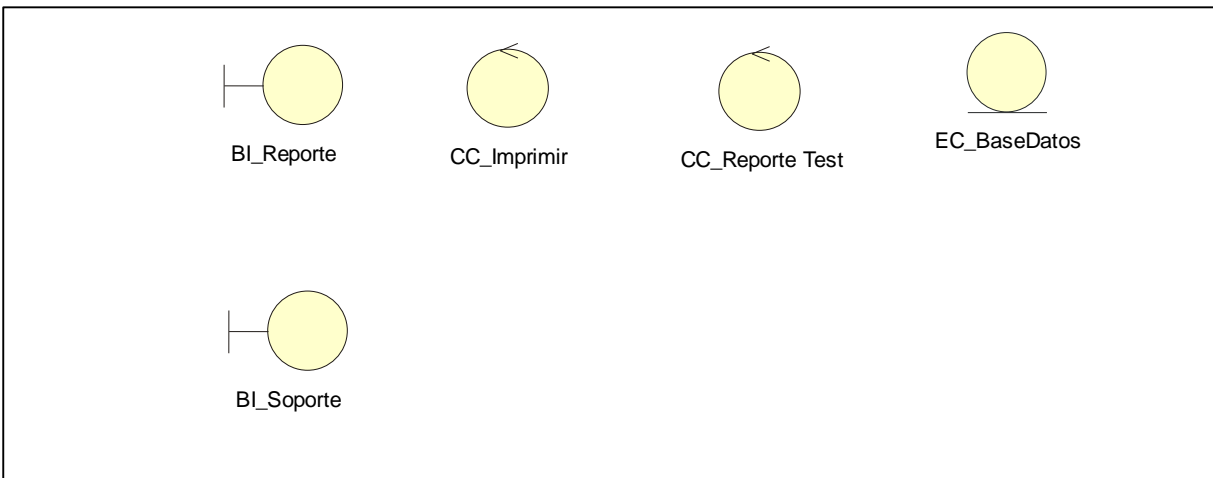 BI_Reporte
CC_Imprimir
CC_Reporte Test
EC_BaseDatos
BI_Soporte